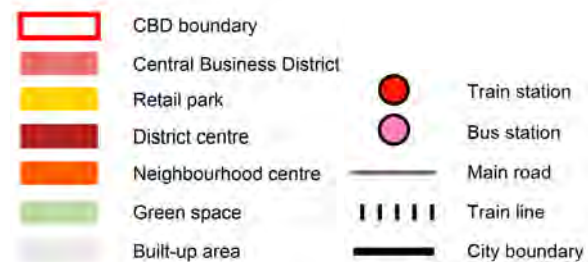 CBD boundary
Central Business District
Retail park
District centre
Neighbourhood centre
Green space
Built-up area
Train station
Bus station
Main road
Train line
City boundary